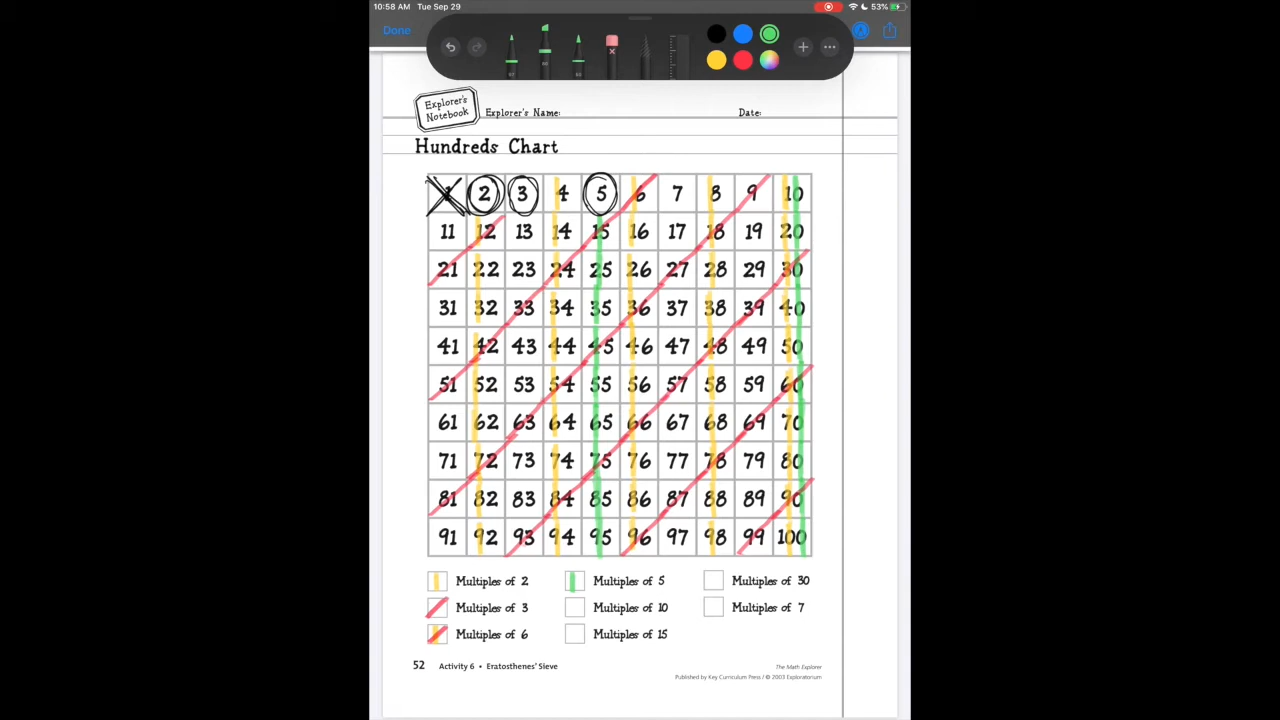 10:58 AM Tue Sep 29 53%
Done
Explorer's
Notebook
Explorer's Name: Date:
Hundreds Chart
1 2 3 4 5 6 7 8 9 10
11 12 13 14 15 16 17 18 19 20
21 22 23 24 25 26 27 28 29 30
31 32 33 34 35 36 37 38 39 40
41 42 43 44 45 46 47 48 49 50
51 52 53 54 55 56 57 58 59 60
61 62 63 64 65 66 67 68 69 70
71 72 73 74 75 76 77 78 79 80
81 82 83 84 85 86 87 88 89 90
91 92 93 94 95 96 97 98 99 100
Multiples of 2 Multiples of 5 Multiples of 30
Multiples of 3 Multiples of 10 Multiples of 7
Multiples of 6 Multiples of 15
52 Activity 6 • Eratosthenes' Sieve The Math Explorer
Published by Key Curriculum Press / © 2003 Exploratorium